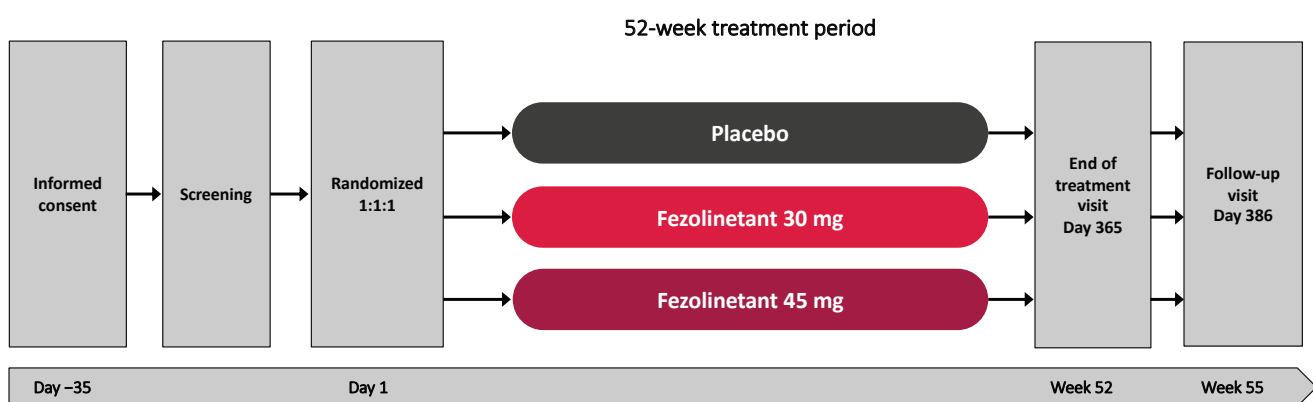 52-week treatment period
Informed
consent
Screening
Randomized
1:1:1
Placebo
Fezolinetant 30 mg
Fezolinetant 45 mg
End of
treatment
visit
Day 365
Follow-up
visit
Day 386
Day −35
Day 1
Week 52
Week 55